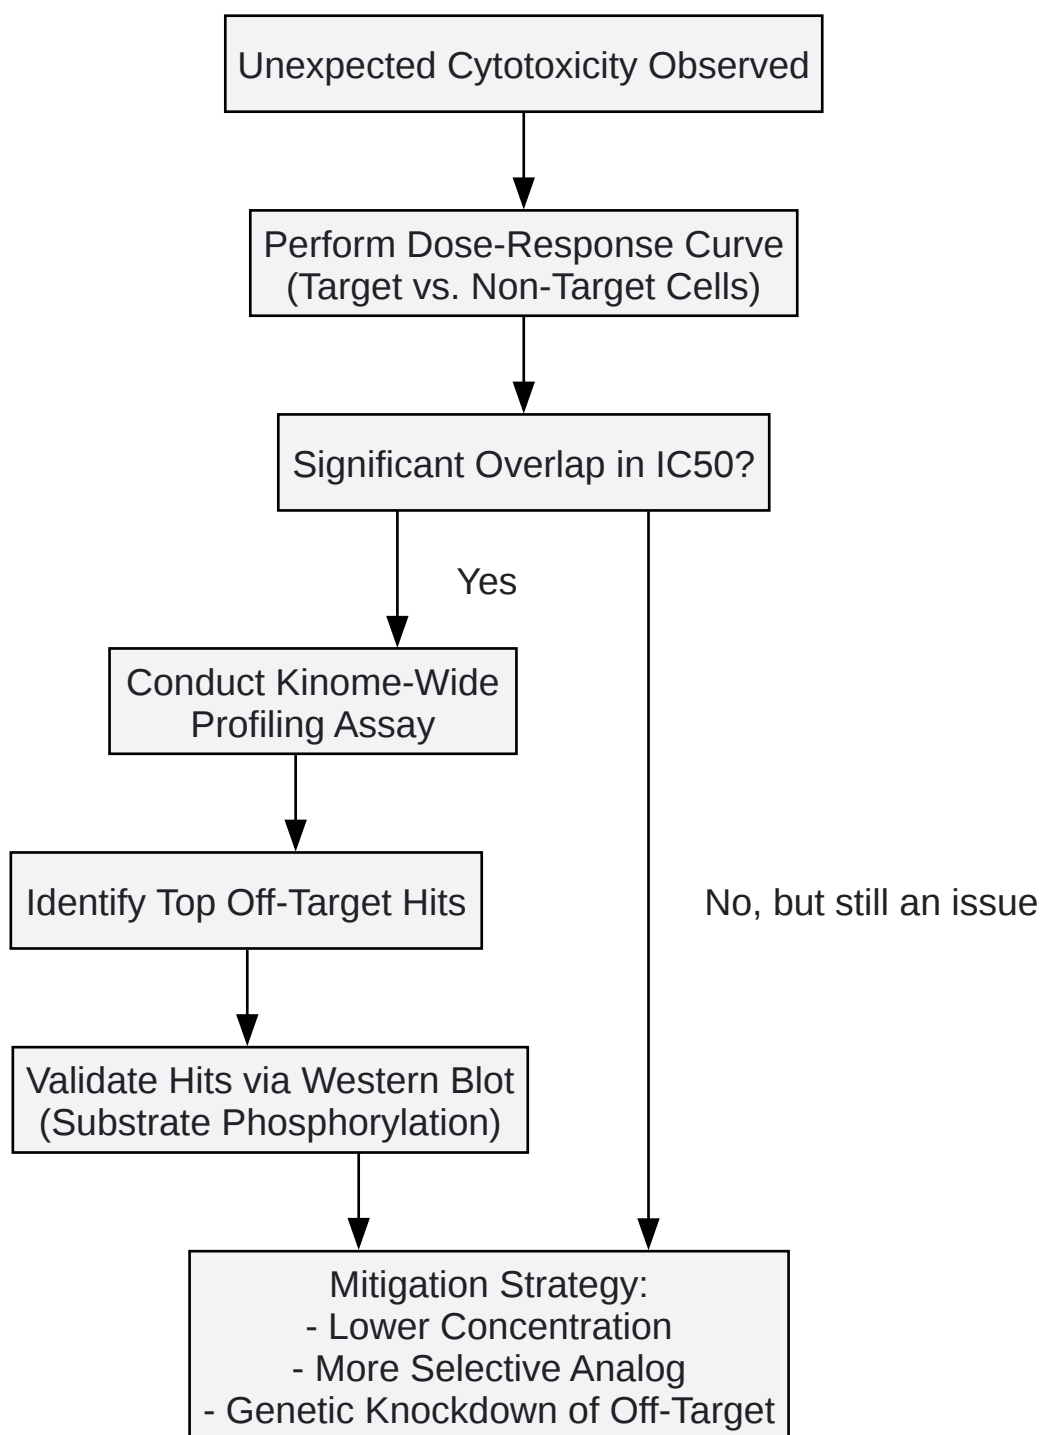 Unexpected Cytotoxicity Observed
Perform Dose-Response Curve
(Target vs. Non-Target Cells)
Significant Overlap in IC50?
Yes
Conduct Kinome-Wide
Profiling Assay
Identify Top Off-Target Hits
No, but still an issue
Validate Hits via Western Blot
(Substrate Phosphorylation)
Mitigation Strategy:
- Lower Concentration
- More Selective Analog
- Genetic Knockdown of Off-Target